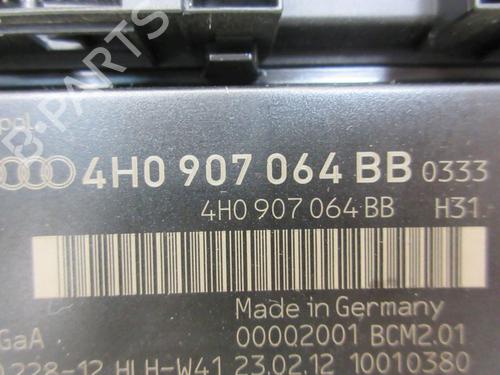 B-PARTS
4H0 907 064 BB 0333
4H0 907 064 BB H31
Made in Germany
GaA 00002001 BCM2.01
228-12 HLH-W41 23.02.12 10010380